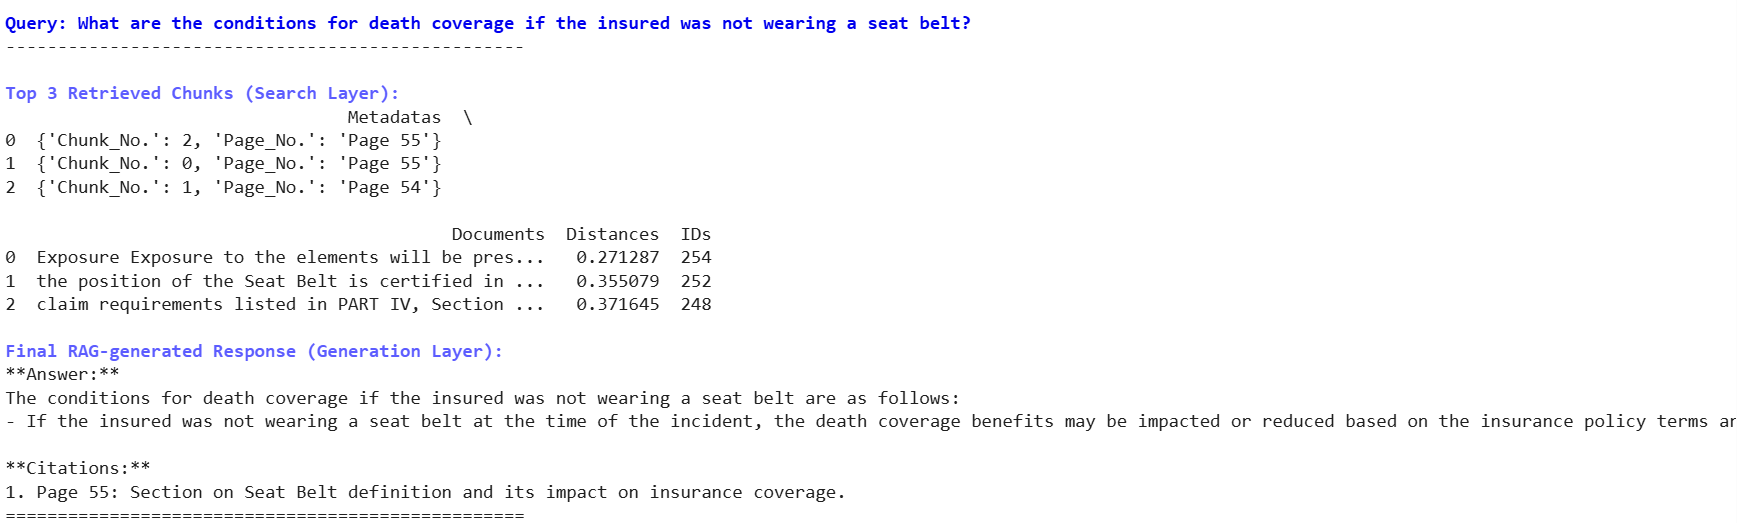 Query: What are the conditions for death coverage if the insured was not wearing a seat belt?
--------------------------------------------------
Top 3 Retrieved Chunks (Search Layer):
Metadatas \
0 {'Chunk_No.': 2, 'Page_No.': 'Page 55'}
1 {'Chunk_No.': 0, 'Page_No.': 'Page 55'}
2 {'Chunk_No.': 1, 'Page_No.': 'Page 54'}
Documents Distances IDs
0 Exposure Exposure to the elements will be pres... 0.271287 254
1 the position of the Seat Belt is certified in ... 0.355079 252
2 claim requirements listed in PART IV, Section ... 0.371645 248
Final RAG-generated Response (Generation Layer):
**Answer:**
The conditions for death coverage if the insured was not wearing a seat belt are as follows:
- If the insured was not wearing a seat belt at the time of the incident, the death coverage benefits may be impacted or reduced based on the insurance policy terms
**Citations:**
1. Page 55: Section on Seat Belt definition and its impact on insurance coverage.
==================================================